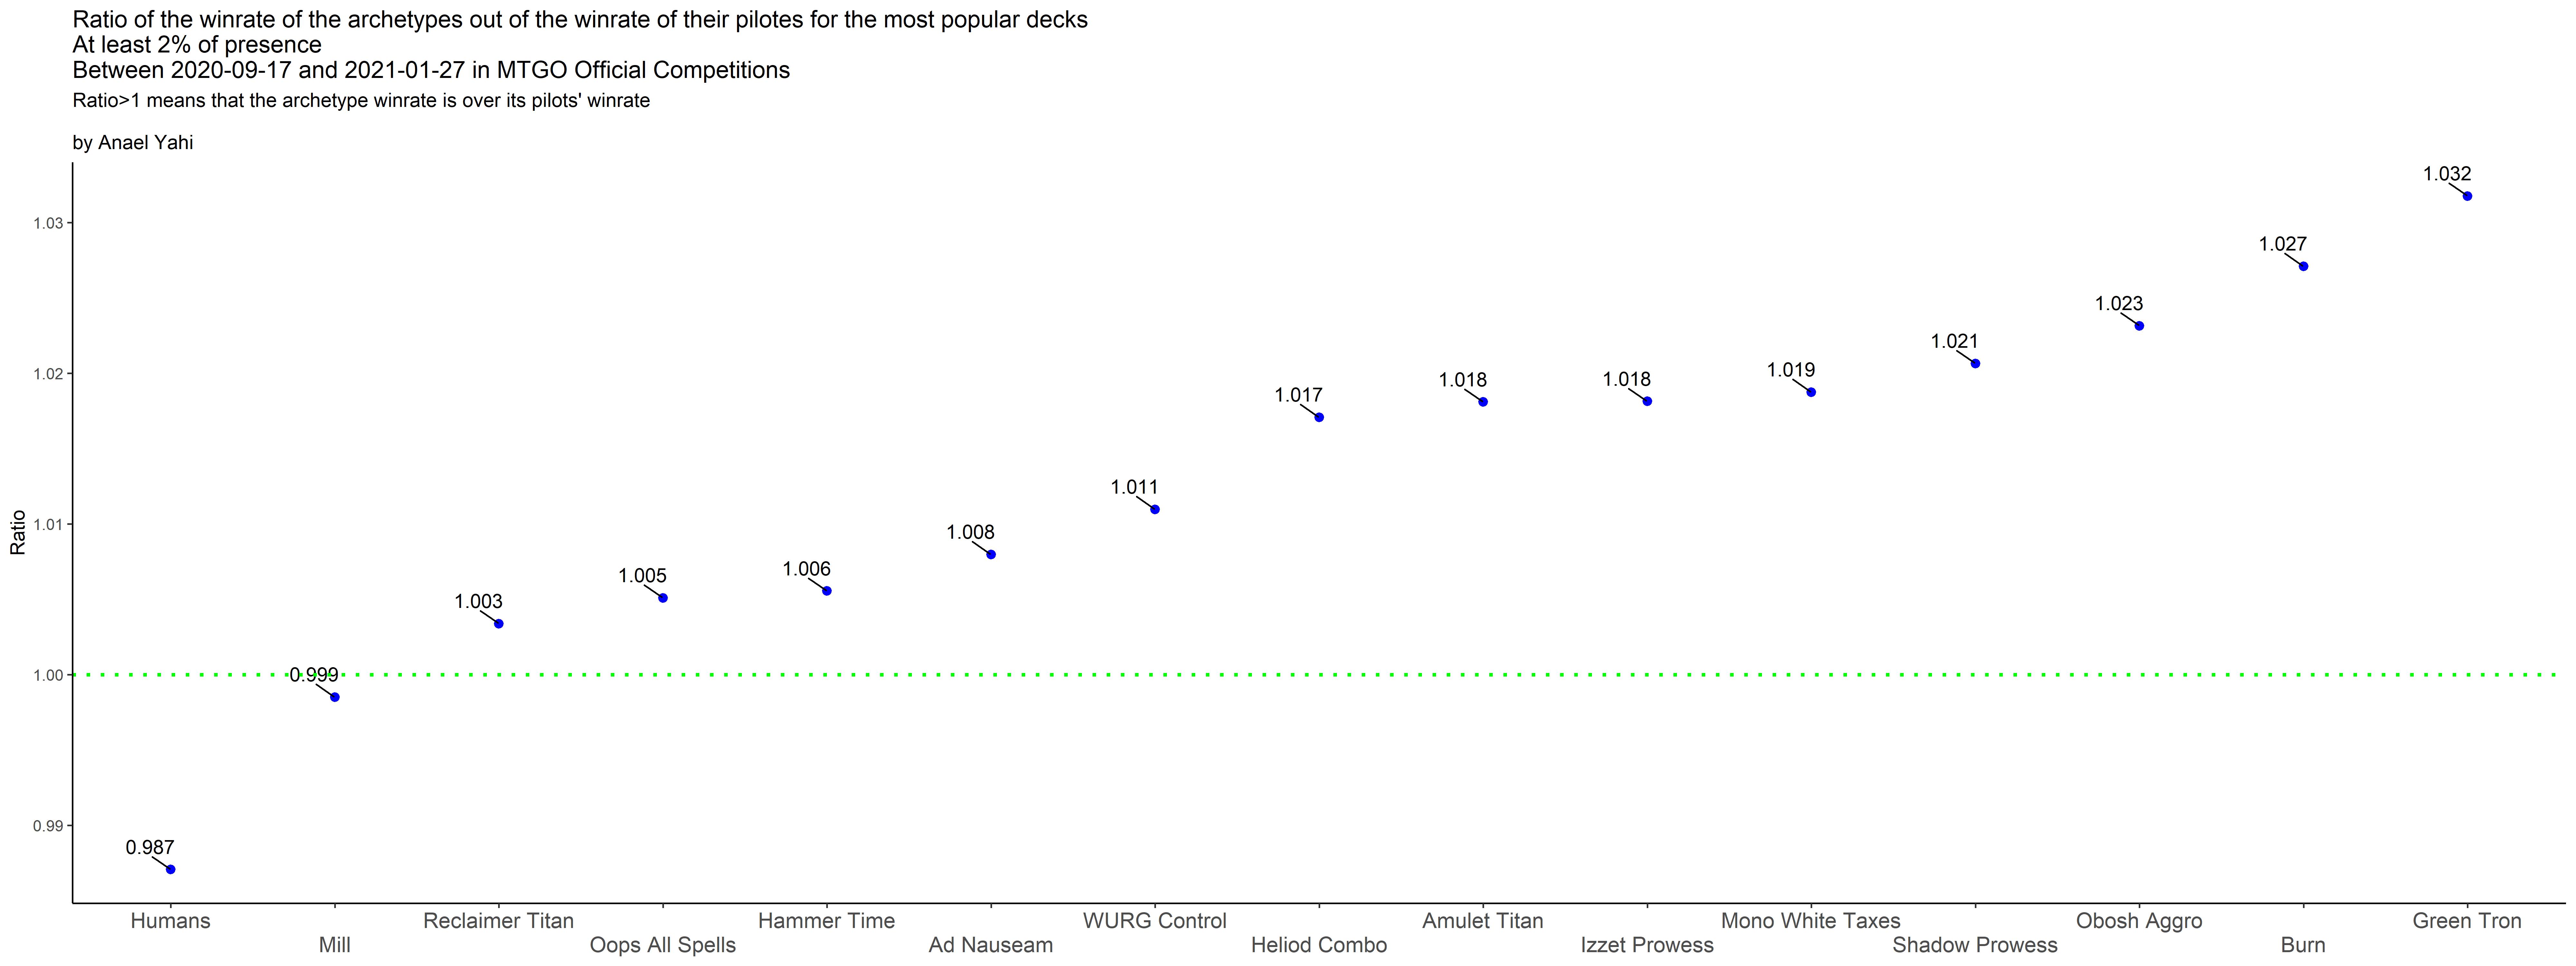 Ratio of the winrate of the archetypes out of the winrate of their pilotes for the most popular decks
At least 2% of presence
Between 2020-09-17 and 2021-01-27 in MTGO Official Competitions
Ratio>1 means that the archetype winrate is over its pilots' winrate
by Anael Yahi
Ratio
1.03
1.02
1.01
1.00
0.99
0.987
0.999
1.003
1.005
1.006
1.008
1.011
1.017
1.018
1.018
1.019
1.021
1.023
1.027
1.032
Humans
Mill
Reclaimer Titan
Oops All Spells
Hammer Time
Ad Nauseam
WURG Control
Heliod Combo
Amulet Titan
Izzet Prowess
Mono White Taxes
Shadow Prowess
Obosh Aggro
Burn
Green Tron